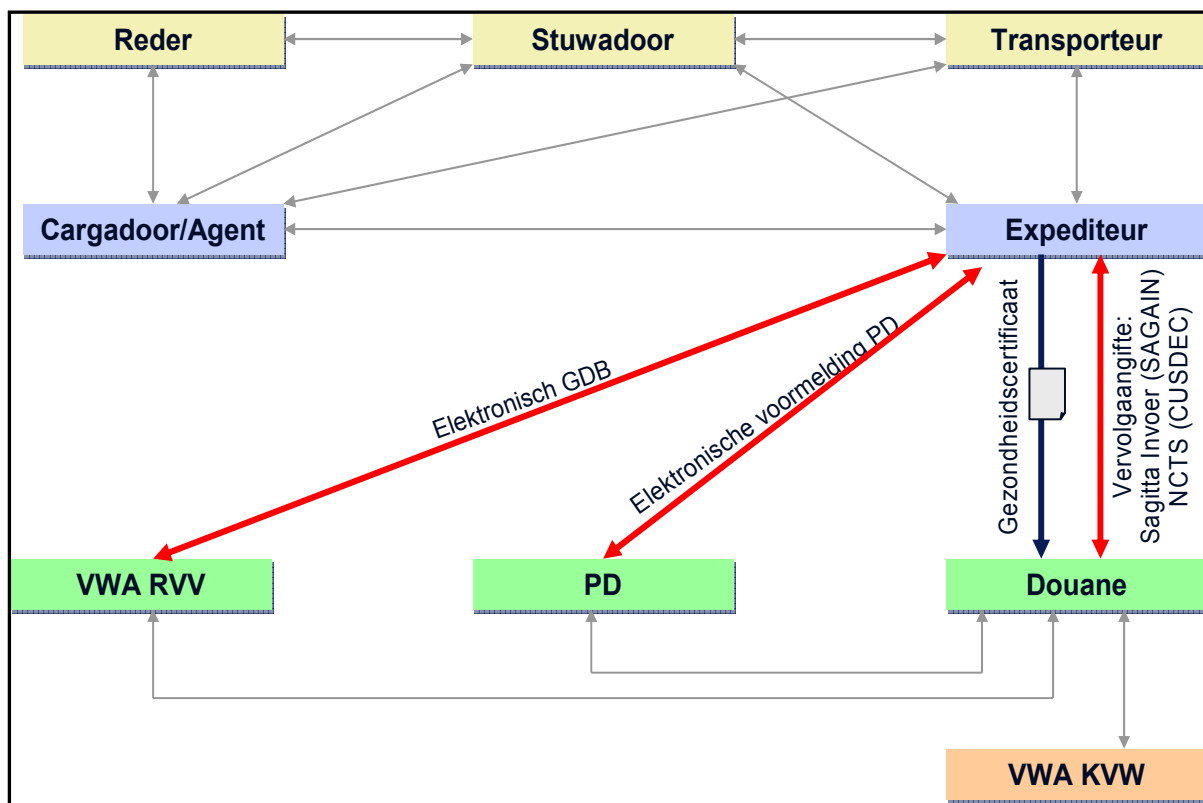 Reder
Stuwadoor
Transporteur
Cargadoor/Agent
Expediteur
Elektronisch GDB
Elektronische voormelding PD
Gezondheidscertificaat
Vervolgaangifte:
Sagitta Invoer (SAGAIN)
NCTS (CUSDEC)
VWA RVV
PD
Douane
VWA KVW